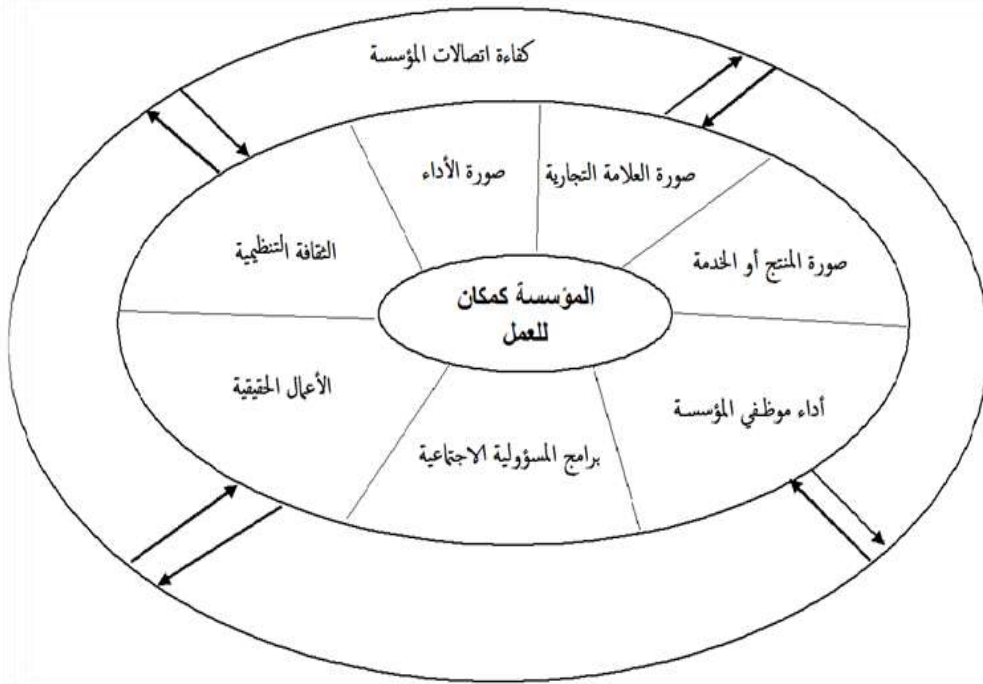 كفاءة اتصالات المؤسسة
صورة العلامة التجارية
صورة الأداء
صورة المنتج أو الخدمة
الثقافة التنظيمية
المؤسسة كمكان
للعمل
الأعمال الحقيقية
أداء موظفي المؤسسة
برامج المسؤولية الاجتماعية